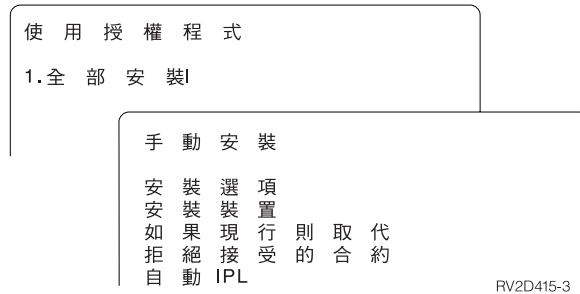 使用授權程式
1.全部安裝
手動安裝
安裝選項
安裝裝置
如果現行則取代
拒絕接受的合約
自動IPL
RV2D415-3